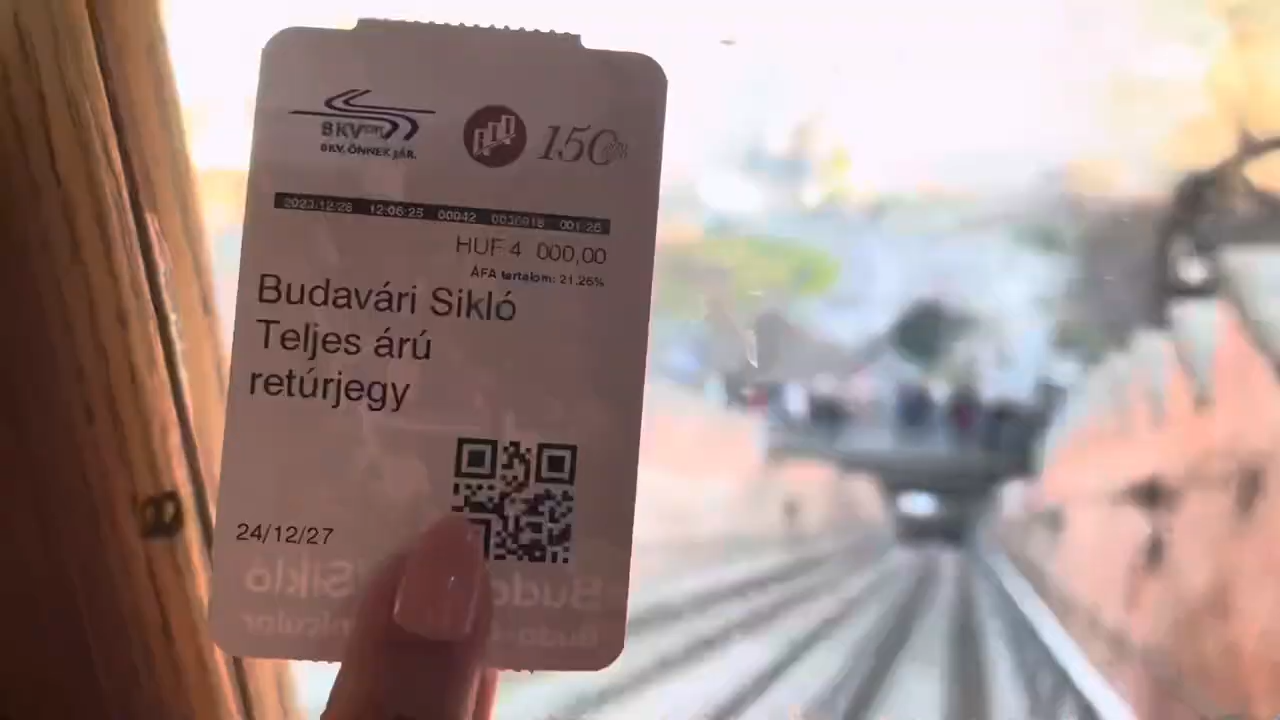 BKV
BKV. ÖNNEK JÁR.
150
2023/12/28 12:06:25 00042 0036918 001:26
HUF 4 000,00
ÁFA tartalom: 21.26%
Budavári Sikló
Teljes árú
retúrjegy
24/12/27